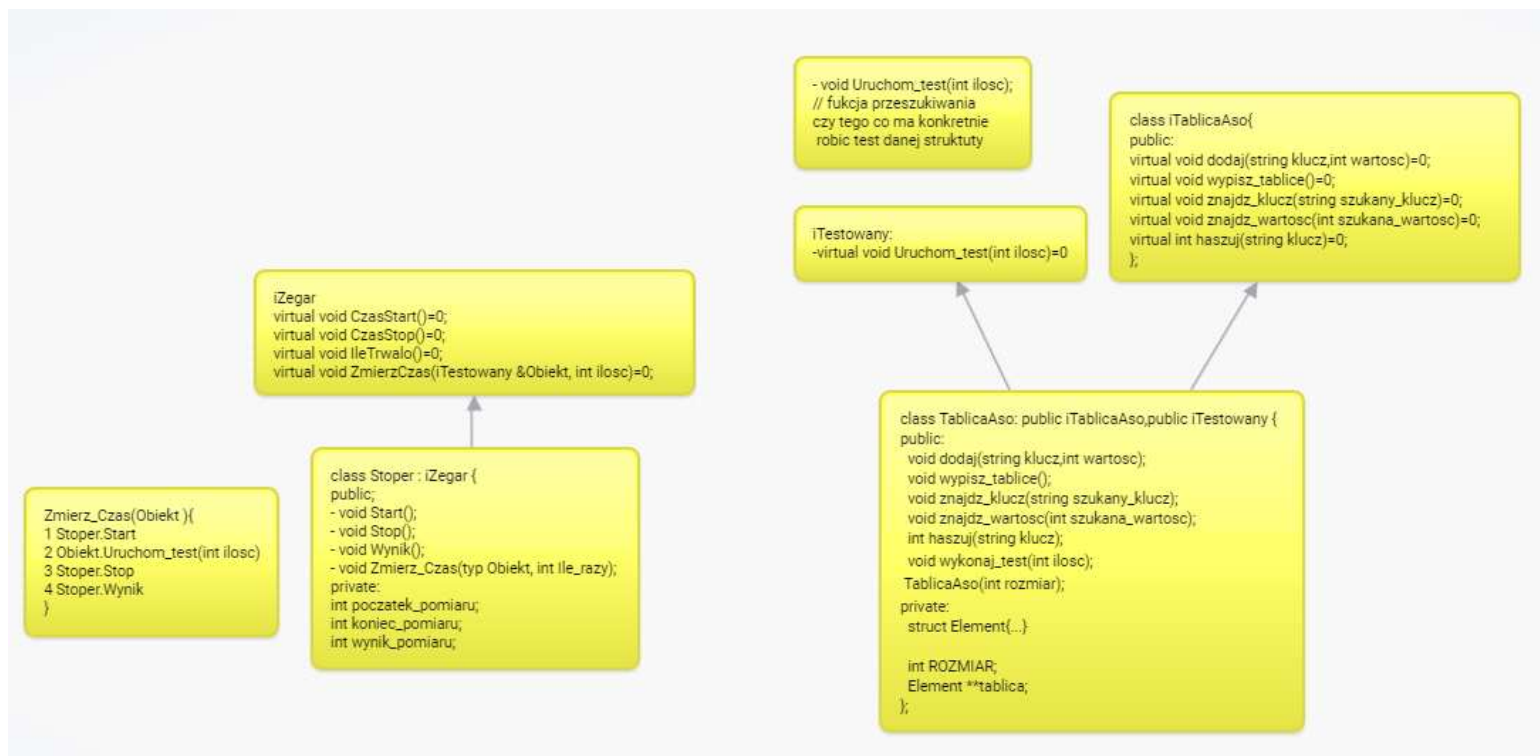 - void Uruchom_test(int ilosc);
// fukcja przeszukiwania
czy tego co ma konkretnie
robic test danej struktuty
class iTablicaAso{
public:
virtual void dodaj(string klucz,int wartosc)=0;
virtual void wypisz_tablice()=0;
virtual void znajdz_klucz(string szukany_klucz)=0;
virtual void znajdz_wartosc(int szukana_wartosc)=0;
virtual int haszuj(string klucz)=0;
};
iTestowany:
-virtual void Uruchom_test(int ilosc)=0
iZegar
virtual void CzasStart()=0;
virtual void CzasStop()=0;
virtual void IleTrwalo()=0;
virtual void ZmierzCzas(iTestowany &Obiekt, int ilosc)=0;
Zmierz_Czas(Obiekt ){
1 Stoper.Start
2 Obiekt.Uruchom_test(int ilosc)
3 Stoper.Stop
4 Stoper.Wynik
}
class Stoper : iZegar {
public;
- void Start();
- void Stop();
- void Wynik();
- void Zmierz_Czas(typ Obiekt, int Ile_razy);
private:
int poczatek_pomiaru;
int koniec_pomiaru;
int wynik_pomiaru;
class TablicaAso: public iTablicaAso,public iTestowany {
public:
void dodaj(string klucz,int wartosc);
void wypisz_tablice();
void znajdz_klucz(string szukany_klucz);
void znajdz_wartosc(int szukana_wartosc);
int haszuj(string klucz);
void wykonaj_test(int ilosc);
TablicaAso(int rozmiar);
private:
struct Element{...}
int ROZMIAR;
Element **tablica;
};